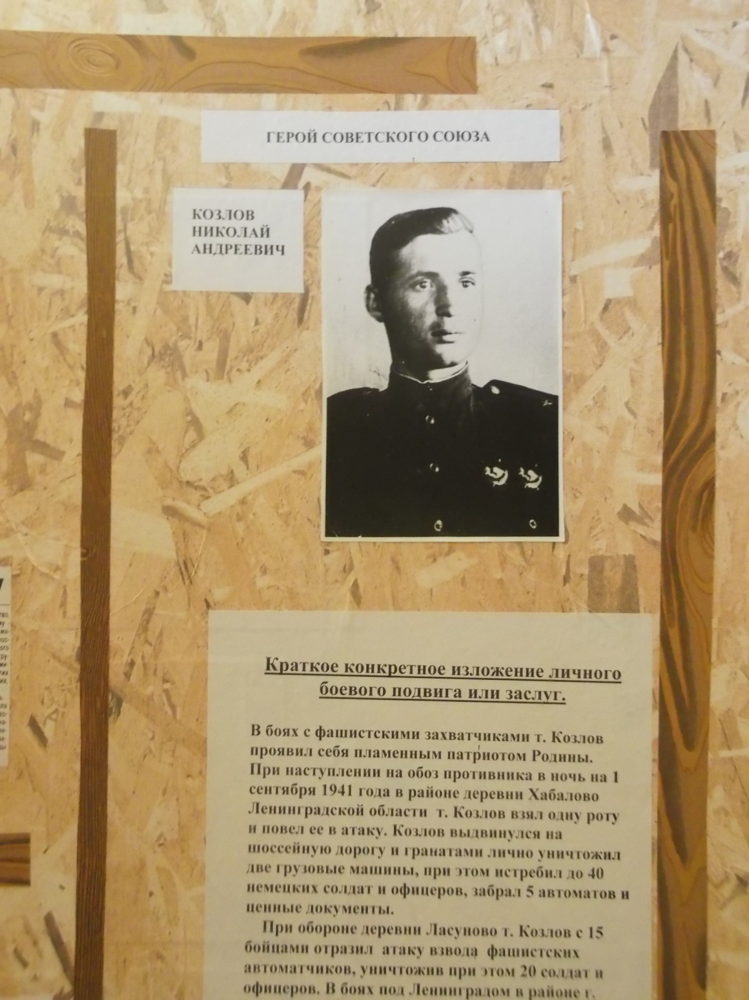 ГЕРОЙ СОВЕТСКОГО СОЮЗА
КОЗЛОВ
НИКОЛАЙ
АНДРЕЕВИЧ
Краткое конкретное изложение личного
боевого подвига или заслуг.
В боях с фашистскими захватчиками т. Козлов
проявил себя пламенным патриотом Родины.
При наступлении на обоз противника в ночь на 1
сентября 1941 года в районе деревни Хабалово
Ленинградской области т. Козлов взял одну роту
и повел ее в атаку. Козлов выдвинулся на
шоссейную дорогу и гранатами лично уничтожил
две грузовые машины, при этом истребил до 40
немецких солдат и офицеров, забрал 5 автоматов и
ценные документы.
При обороне деревни Ласуново т. Козлов с 15
бойцами отразил атаку взвода фашистских
автоматчиков, уничтожив при этом 20 солдат и
офицеров. В боях под Ленинградом в районе г.